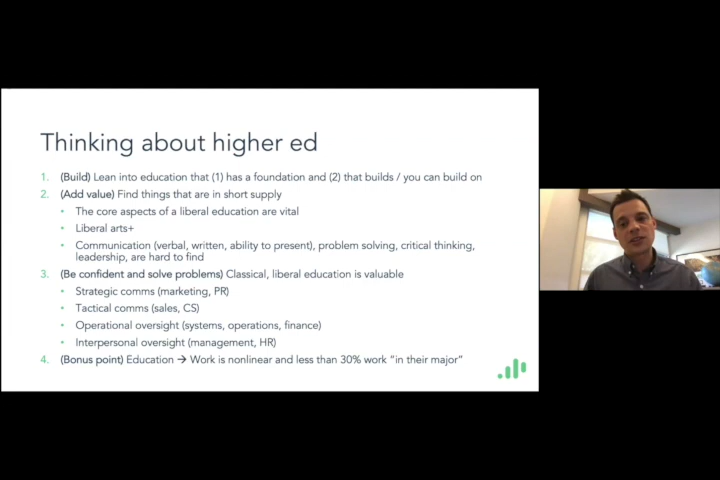 Thinking about higher ed
1. (Build) Lean into education that (1) has a foundation and (2) that builds / you can build on
2. (Add value) Find things that are in short supply
• The core aspects of a liberal education are vital
• Liberal arts+
• Communication (verbal, written, ability to present), problem solving, critical thinking,
leadership, are hard to find
3. (Be confident and solve problems) Classical, liberal education is valuable
• Strategic comms (marketing, PR)
• Tactical comms (sales, CS)
• Operational oversight (systems, operations, finance)
• Interpersonal oversight (management, HR)
4. (Bonus point) Education → Work is nonlinear and less than 30% work “in their major”